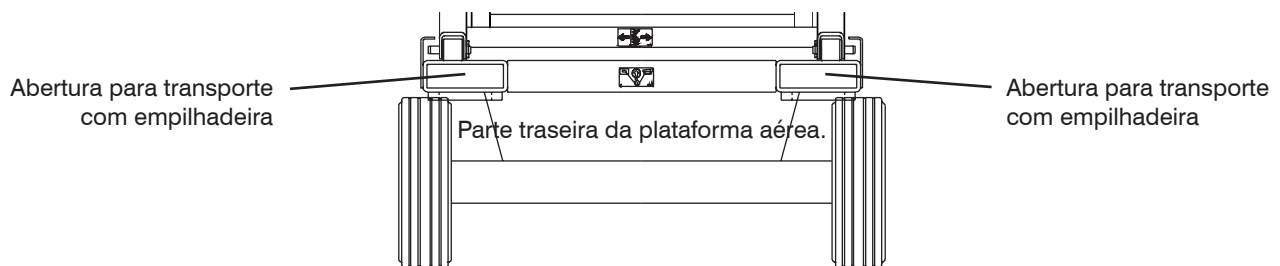 Abertura para transporte
com empilhadeira
Abertura para transporte
com empilhadeira
Parte traseira da plataforma aérea.